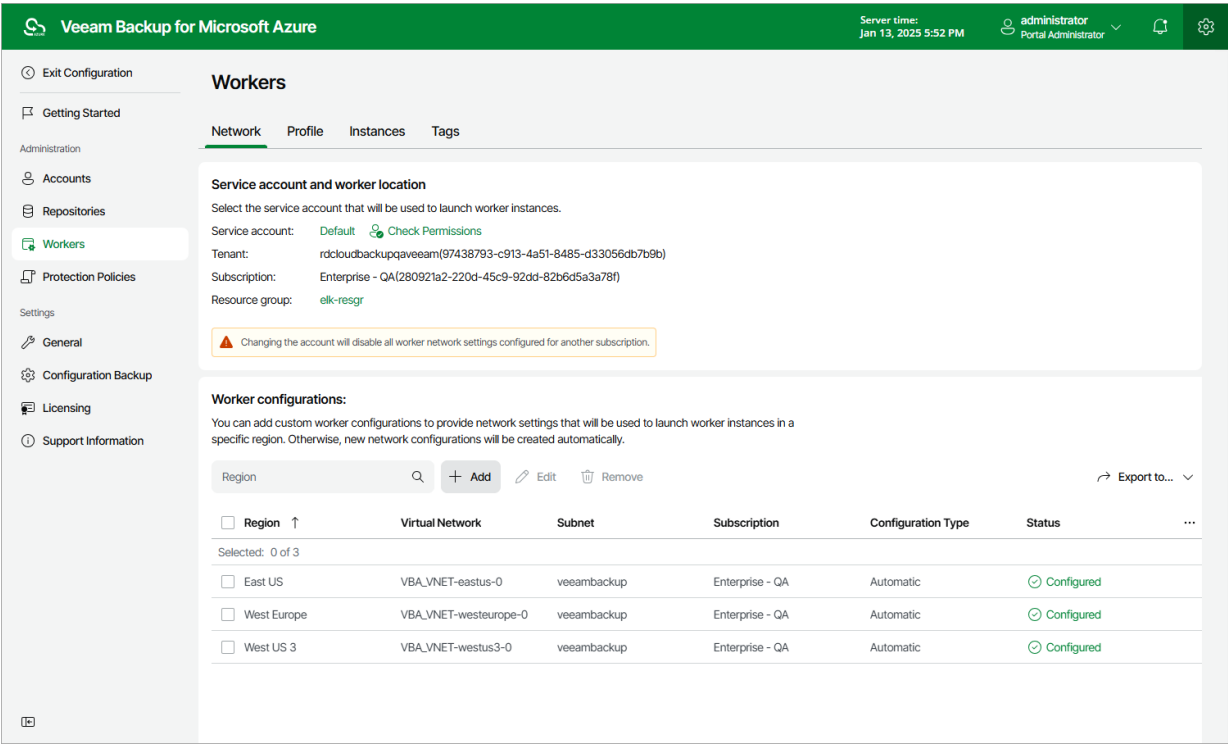 Veeam Backup for Microsoft Azure
Server time:
Jan 13, 2025 5:52 PM
administrator
Portal Administrator
Exit Configuration
Getting Started
Administration
Accounts
Repositories
Workers
Protection Policies
Settings
General
Configuration Backup
Licensing
Support Information
Workers
Network Profile Instances Tags
Service account and worker location
Select the service account that will be used to launch worker instances.
Service account: Default Check Permissions
Tenant: rdcloudbackupqaveeam(97438793-c913-4a51-8485-d33056db7b9b)
Subscription: Enterprise - QA(280921a2-220d-45c9-92dd-82b6d5a3a78f)
Resource group: elk-resgr
Changing the account will disable all worker network settings configured for another subscription.
Worker configurations:
You can add custom worker configurations to provide network settings that will be used to launch worker instances in a
specific region. Otherwise, new network configurations will be created automatically.
Region Add Edit Remove Export to...
Region Virtual Network Subnet Subscription Configuration Type Status
Selected: 0 of 3
East US VBA_VNET-eastus-0 veeambackup Enterprise - QA Automatic Configured
West Europe VBA_VNET-westeurope-0 veeambackup Enterprise - QA Automatic Configured
West US 3 VBA_VNET-westus3-0 veeambackup Enterprise - QA Automatic Configured